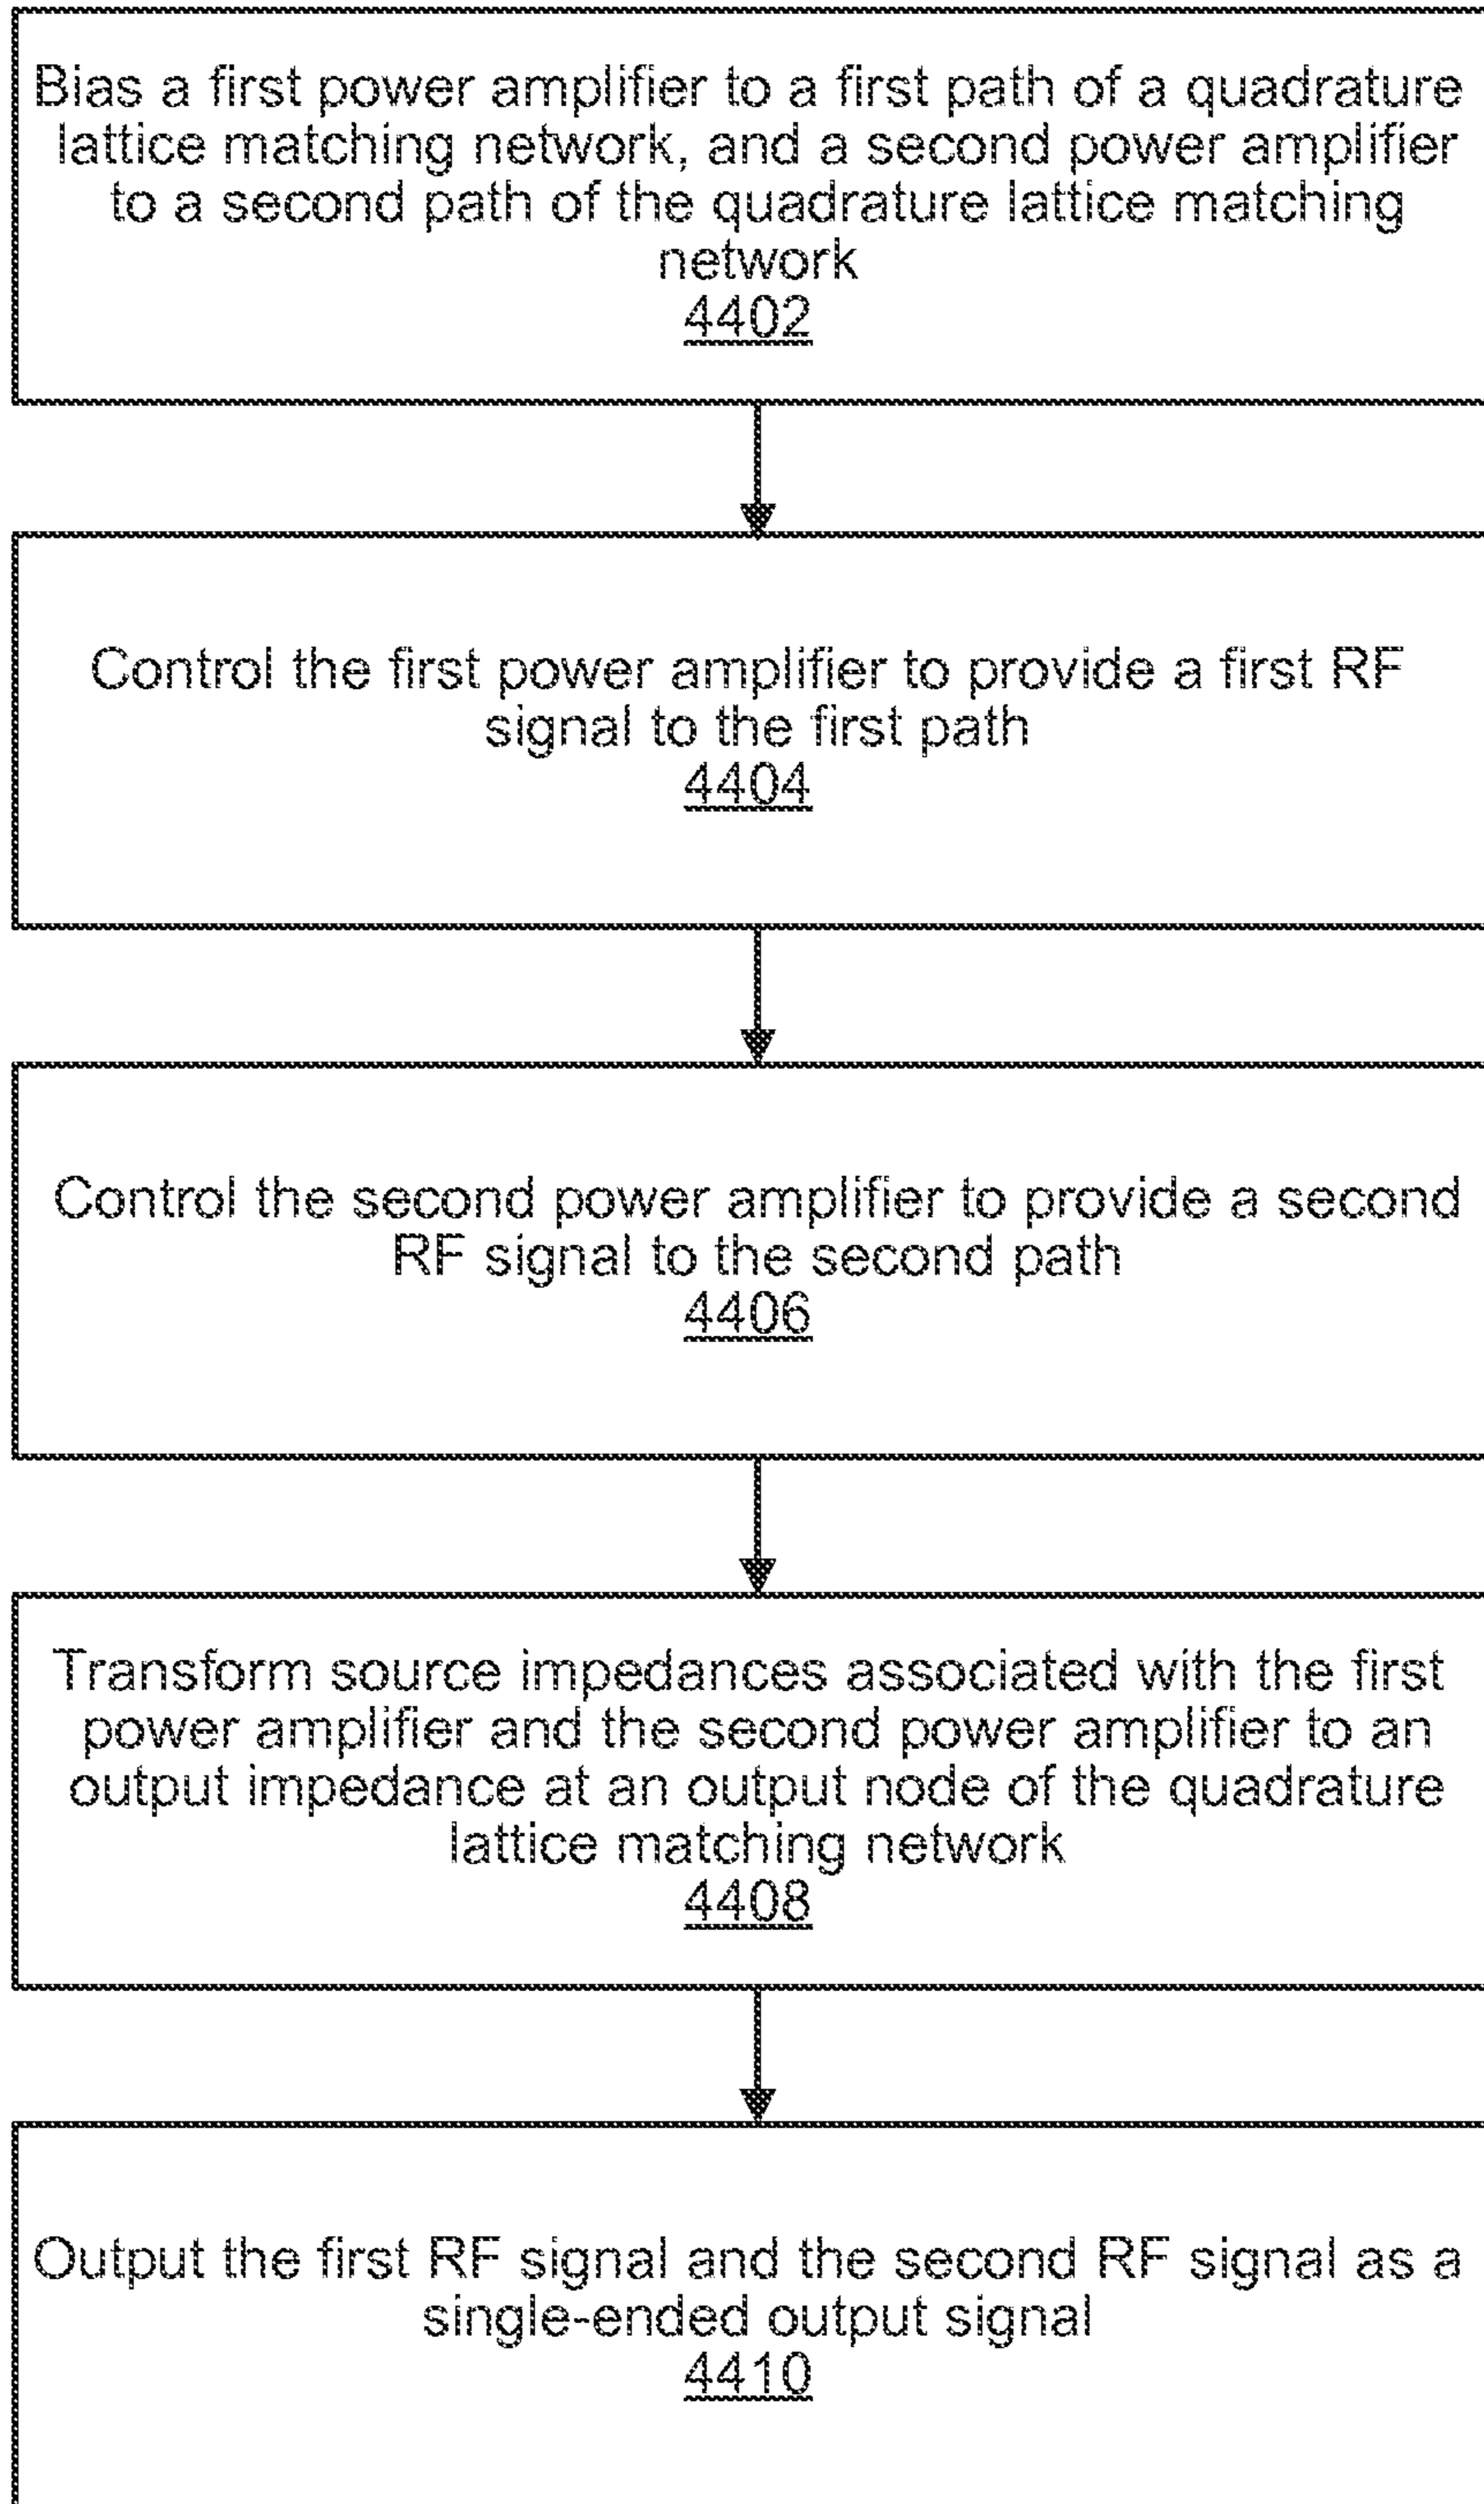 Bias a first power amplifier to a first path of a quadrature
lattice matching network, and a second power amplifier
to a second path of the quadrature lattice matching
network
4402
Control the first power amplifier to provide a first RF
signal to the first path
4404
Control the second power amplifier to provide a second
RF signal to the second path
4406
Transform source impedances associated with the first
power amplifier and the second power amplifier to an
output impedance at an output node of the quadrature
lattice matching network
4408
Output the first RF signal and the second RF signal as a
single-ended output signal
4410